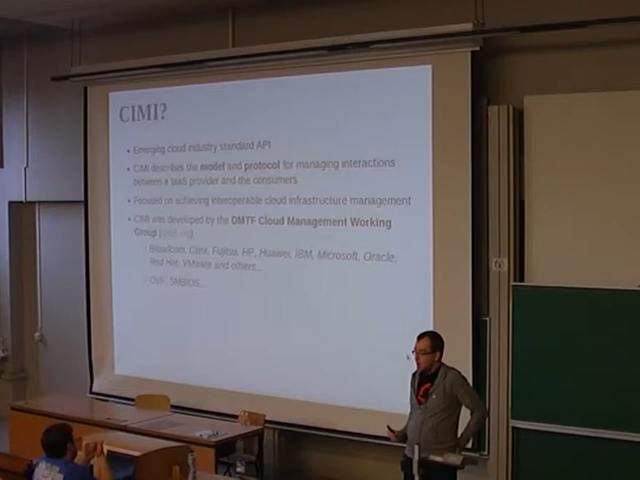 CIMI?
• Emerging cloud industry standard API
• CIMI describes the model and protocol for managing interactions
between a IaaS provider and the consumers
• Focused on achieving interoperable cloud infrastructure management
• CIMI was developed by the DMTF Cloud Management Working
Group
– Broadcom, Citrix, Fujitsu, HP, Huawei, IBM, Microsoft, Oracle,
Red Hat, VMware and others...
– OVF, SMBIOS...